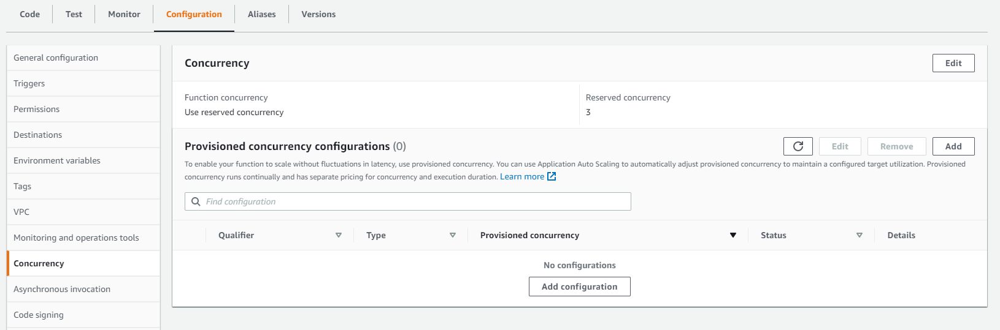 Code Test Monitor Configuration Aliases Versions
General configuration
Triggers
Permissions
Destinations
Environment variables
Tags
VPC
Monitoring and operations tools
Concurrency
Asynchronous invocation
Code signing
Concurrency Edit
Function concurrency Reserved concurrency
Use reserved concurrency 3
Provisioned concurrency configurations (0) Edit Remove Add
To enable your function to scale without fluctuations in latency, use provisioned concurrency. You can use Application Auto Scaling to automatically adjust provisioned concurrency to maintain a configured target utilization. Provisioned
concurrency runs continually and has separate pricing for concurrency and execution duration. Learn more
Find configuration
Qualifier Type Provisioned concurrency Status Details
No configurations
Add configuration